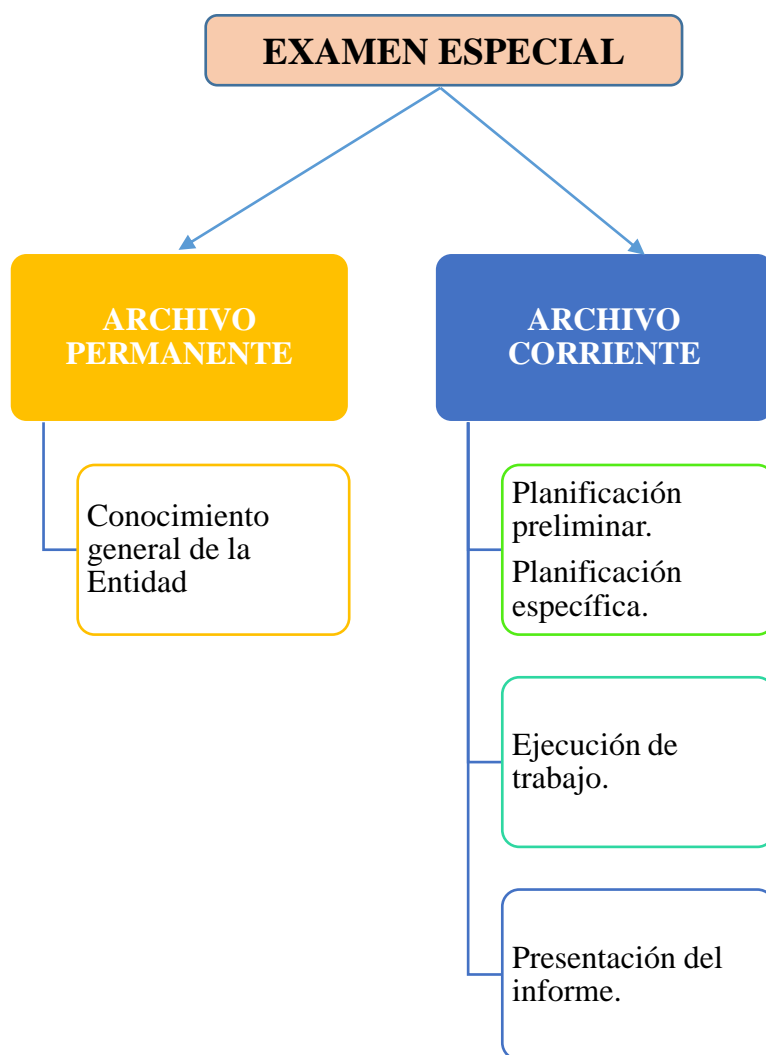 EXAMEN ESPECIAL
ARCHIVO
PERMANENTE
Conocimiento
general de la
Entidad
ARCHIVO
CORRIENTE
Planificación
preliminar.
Planificación
específica.
Ejecución de
trabajo.
Presentación del
informe.